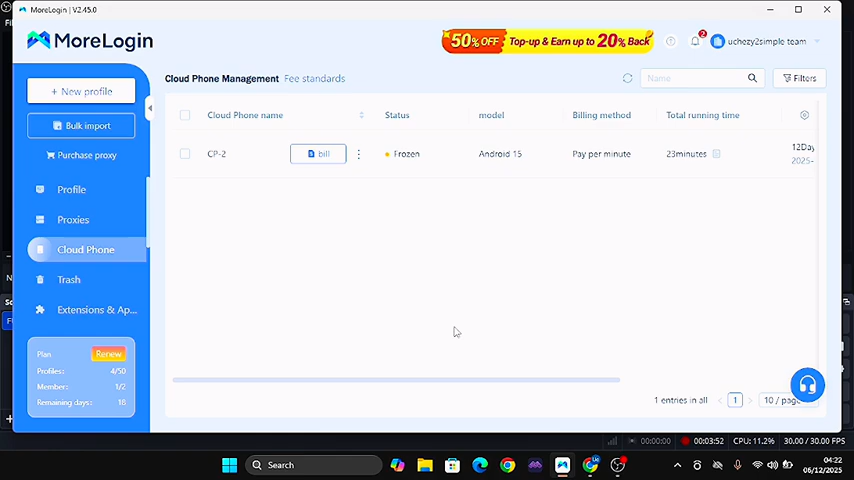 MoreLogin | V2.45.0
MoreLogin
50% OFF
Top-up & Earn up to 20% Back
2
uchezy2simple team
+ New profile
Bulk import
Purchase proxy
Profile
Proxies
Cloud Phone
Trash
Extensions & Ap...
Plan
Renew
Profiles:
4/50
Member:
1/2
Remaining days:
18
Cloud Phone Management
Fee standards
Name
Filters
Cloud Phone name
Status
model
Billing method
Total running time
CP-2
bill
Frozen
Android 15
Pay per minute
23minutes
12Day
2025-
1 entries in all
1
10 / page
00:00:00
03:52
CPU: 11.2%
30.00 / 30.00 FPS
Search
04:22
06/12/2025